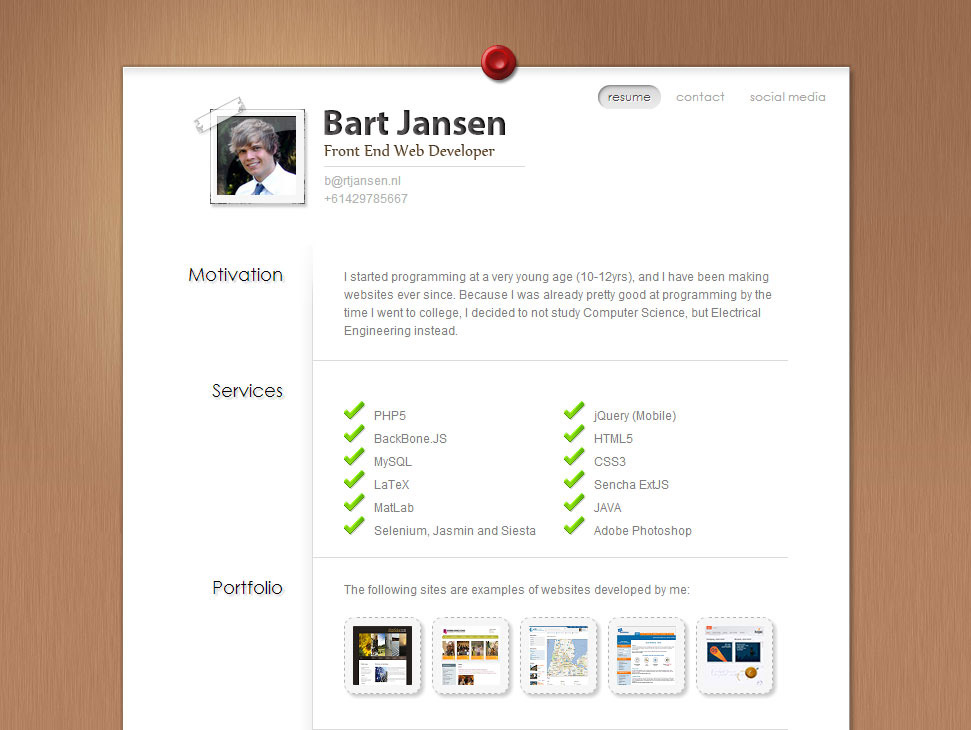 resume contact social media
Bart Jansen
Front End Web Developer
b@rtjansen.nl
+61429785667
Motivation
I started programming at a very young age (10-12yrs), and I have been making
websites ever since. Because I was already pretty good at programming by the
time I went to college, I decided to not study Computer Science, but Electrical
Engineering instead.
Services
PHP5
BackBone.JS
MySQL
LaTeX
MatLab
Selenium, Jasmin and Siesta
jQuery (Mobile)
HTML5
CSS3
Sencha ExtJS
JAVA
Adobe Photoshop
Portfolio
The following sites are examples of websites developed by me: